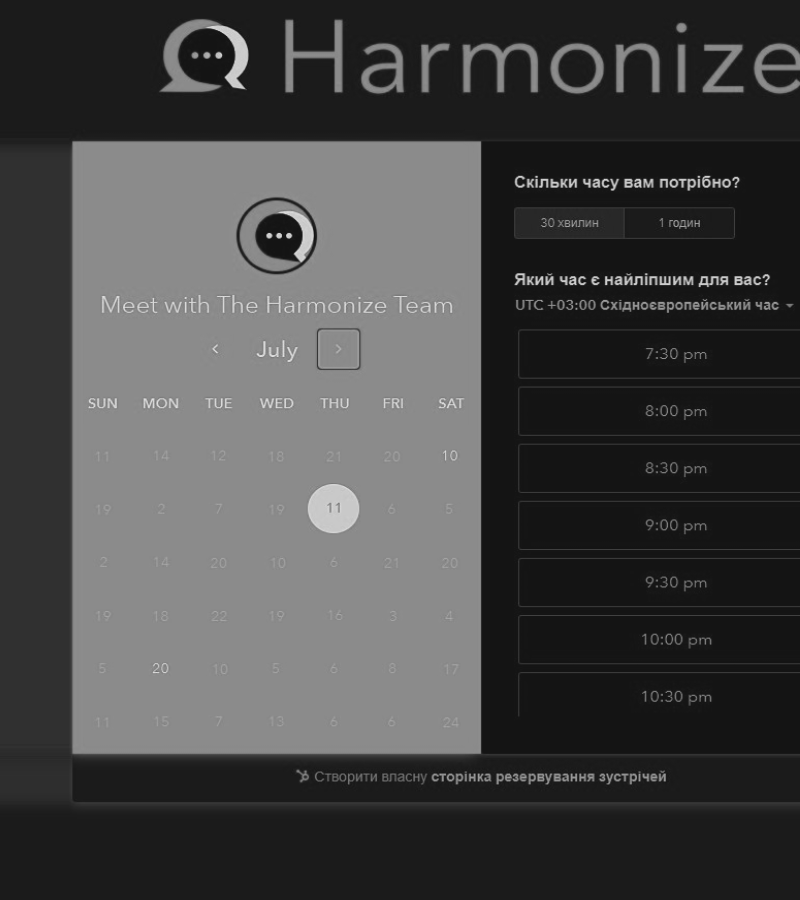 Harmonize
Meet with The Harmonize Team
July
SUN MON TUE WED THU FRI SAT
11 14 12 18 21 20 10
19 2 7 19 11 6 5
2 14 20 10 6 21 20
19 18 22 19 16 3 4
5 20 10 5 6 8 17
11 15 7 13 6 6 24
Скільки часу вам потрібно?
30 хвилин 1 годин
Який час є найліпшим для вас?
UTC +03:00 Східноєвропейський час
7:30 pm
8:00 pm
8:30 pm
9:00 pm
9:30 pm
10:00 pm
10:30 pm
Створити власну сторінка резервування зустрічей